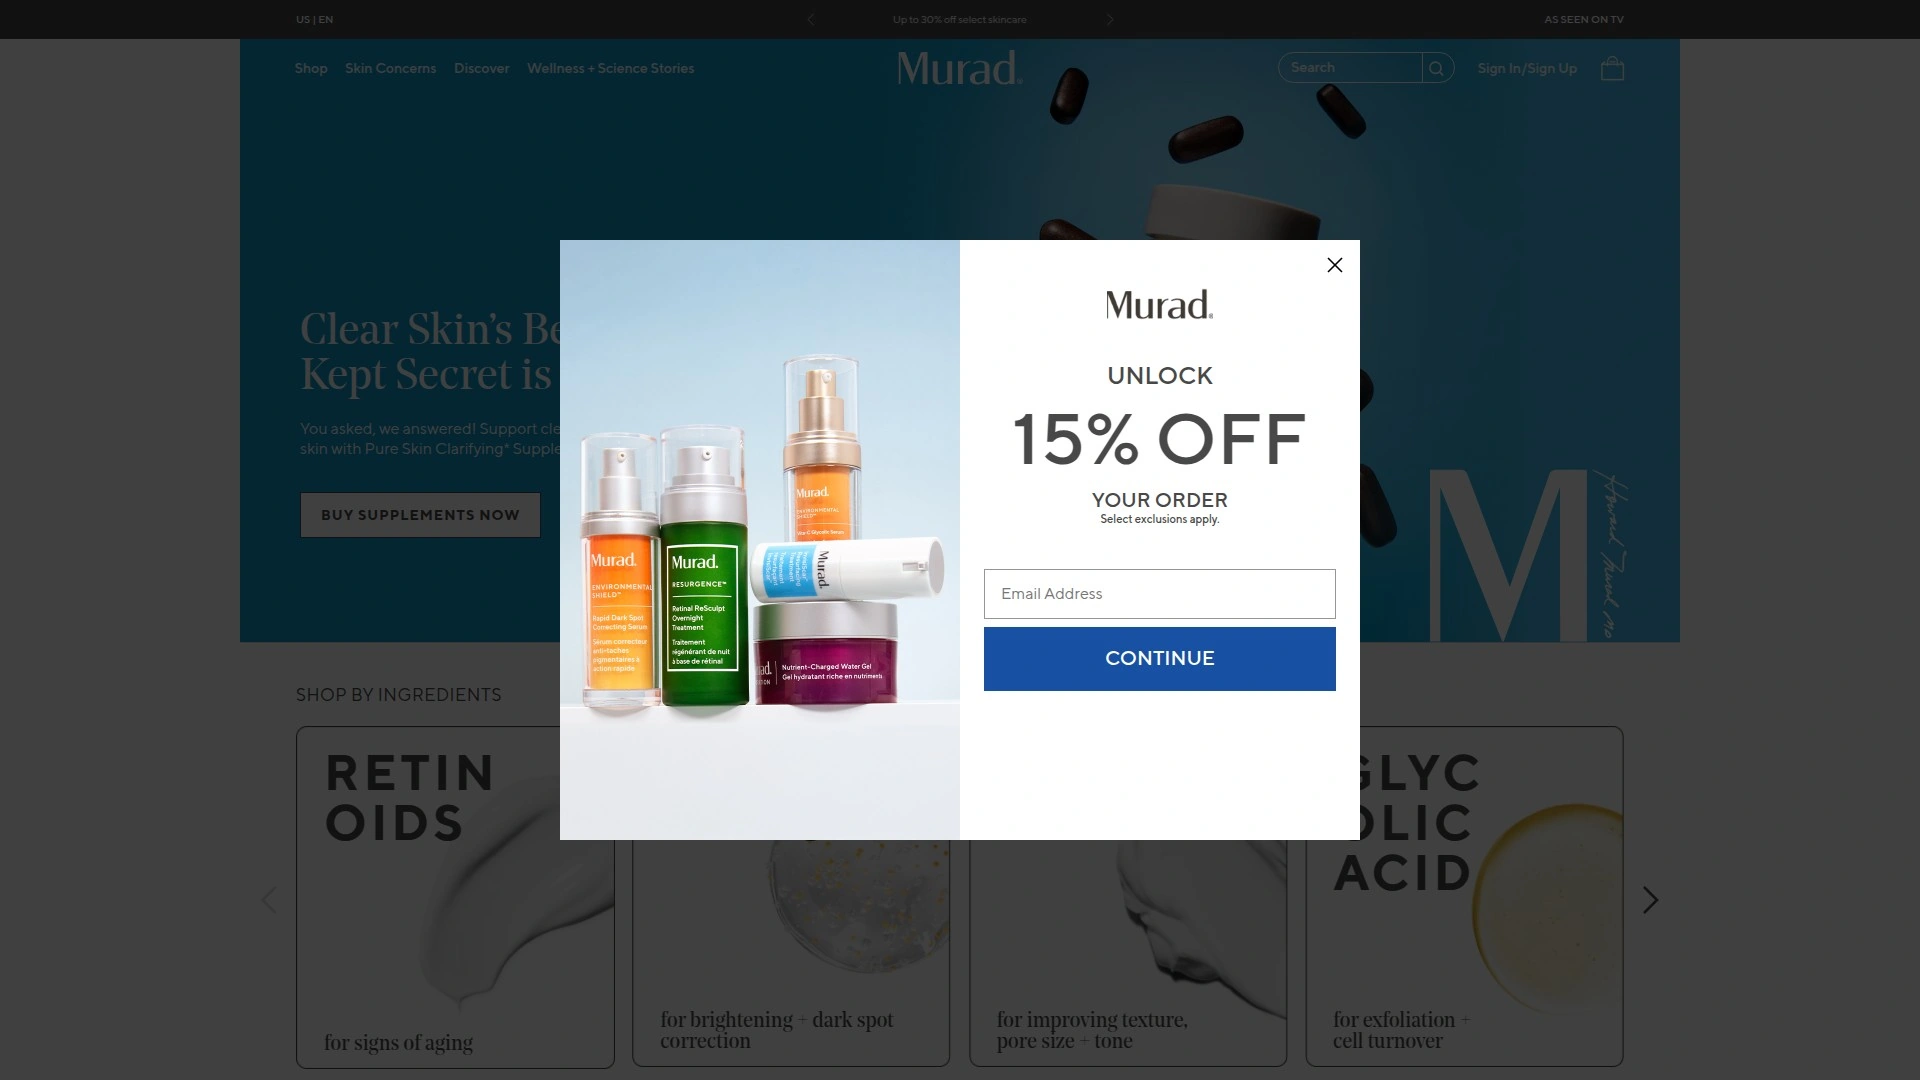 US | EN
Up to 30% off select skincare
AS SEEN ON TV
Shop
Skin Concerns
Discover
Wellness + Science Stories
Murad.
Search
Sign In/Sign Up
Clear Skin’s Be
Kept Secret is
You asked, we answered! Support cle
skin with Pure Skin Clarifying* Supple
BUY SUPPLEMENTS NOW
Murad.
ENVIRONMENTAL
SHIELD™
Rapid Dark Spot
Correcting Serum
Sérum correcteur
anti-taches
pigmentaires à
action rapide
Murad.
RESURGENCE™
Retinal ReSculpt
Overnight
Treatment
Traitement
régénérant de nuit
à base de rétinal
Murad.
ENVIRONMENTAL
SHIELD™
Vita-C Glycolic Serum
Murad.
Nutrient-Charged Water Gel
Gel hydratant riche en nutriments
Murad®
UNLOCK
15% OFF
YOUR ORDER
Select exclusions apply.
Email Address
CONTINUE
M
SHOP BY INGREDIENTS
RETIN
OIDS
for signs of aging
for brightening + dark spot
correction
for improving texture,
pore size + tone
GLYC
OLIC
ACID
for exfoliation +
cell turnover